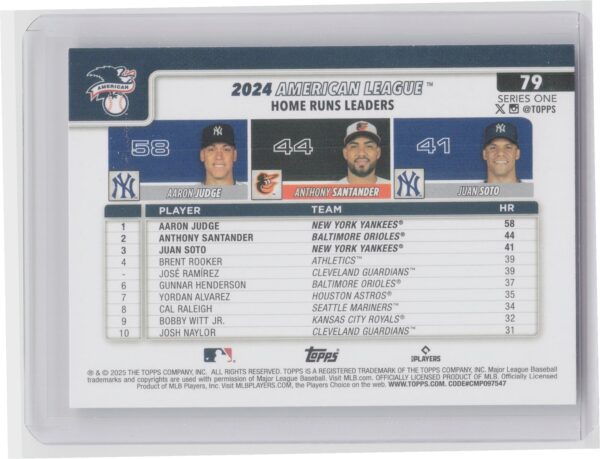 AMERICAN
2024 AMERICAN LEAGUE™
HOME RUNS LEADERS
79
SERIES ONE
@TOPPS
58
44
41
AARON JUDGE
ANTHONY SANTANDER
JUAN SOTO
PLAYER TEAM HR
1 AARON JUDGE NEW YORK YANKEES® 58
2 ANTHONY SANTANDER BALTIMORE ORIOLES® 44
3 JUAN SOTO NEW YORK YANKEES® 41
4 BRENT ROOKER ATHLETICS™ 39
- JOSÉ RAMÍREZ CLEVELAND GUARDIANS™ 39
6 GUNNAR HENDERSON BALTIMORE ORIOLES® 37
7 YORDAN ALVAREZ HOUSTON ASTROS® 35
8 CAL RALEIGH SEATTLE MARINERS™ 34
9 BOBBY WITT JR. KANSAS CITY ROYALS® 32
10 JOSH NAYLOR CLEVELAND GUARDIANS™ 31
Topps
PLAYERS
® & © 2025 THE TOPPS COMPANY, INC. ALL RIGHTS RESERVED. TOPPS IS A REGISTERED TRADEMARK OF THE TOPPS COMPANY, INC. Major League Baseball
trademarks and copyrights are used with permission of Major League Baseball. Visit MLB.com. OFFICIALLY LICENSED PRODUCT OF MLB. Officially Licensed
Product of MLB Players, Inc. Visit MLBPLAYERS.COM, the Players Choice on the web. WWW.TOPPS.COM. CODE#CMP097547